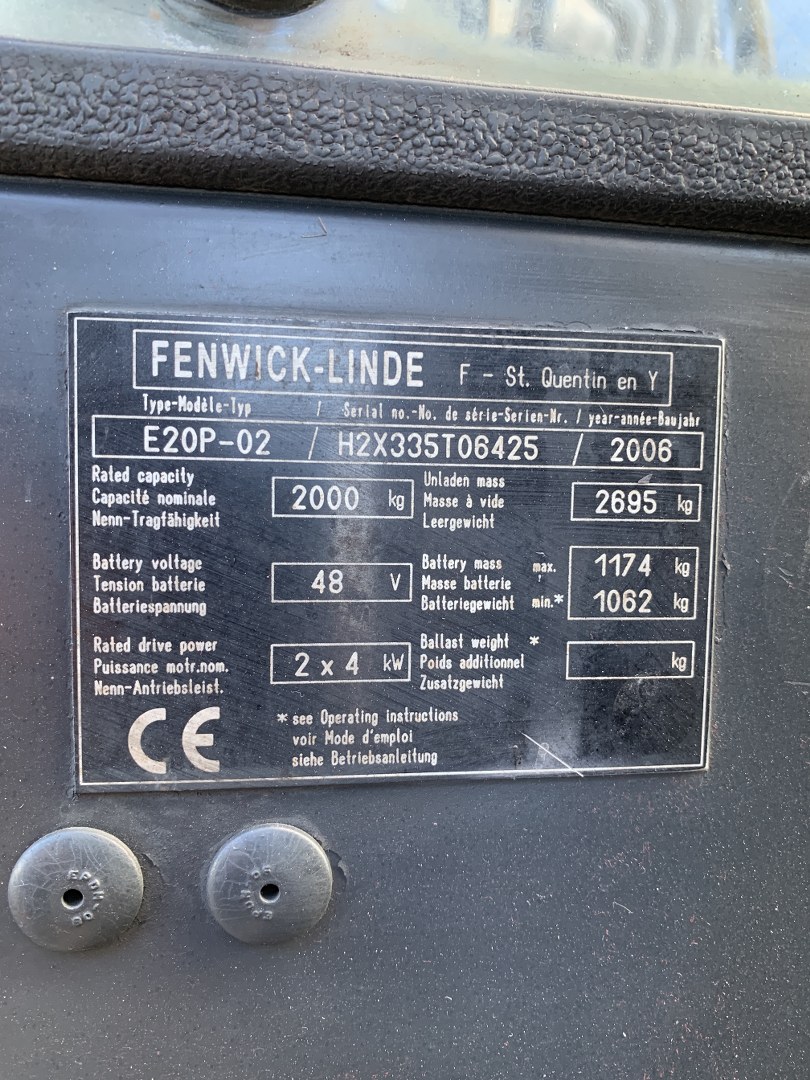 FENWICK-LINDE F - St. Quentin en Y
Type-Modèle-Typ / Serial no.-No. de série-Serien-Nr. / year-année-Baujahr
E20P-02 / H2X335T06425 / 2006
Rated capacity
Capacité nominale
Nenn-Tragfähigkeit
2000 kg
Unladen mass
Masse à vide
Leergewicht
2695 kg
Battery voltage
Tension batterie
Batteriespannung
48 V
Battery mass max.
Masse batterie
Batteriegewicht min.*
1174 kg
1062 kg
Rated drive power
Puissance motr.nom.
Nenn-Antriebsleist.
2 x 4 kW
Ballast weight *
Poids additionnel
Zusatzgewicht
kg
CE
* see Operating instructions
voir Mode d'emploi
siehe Betriebsanleitung